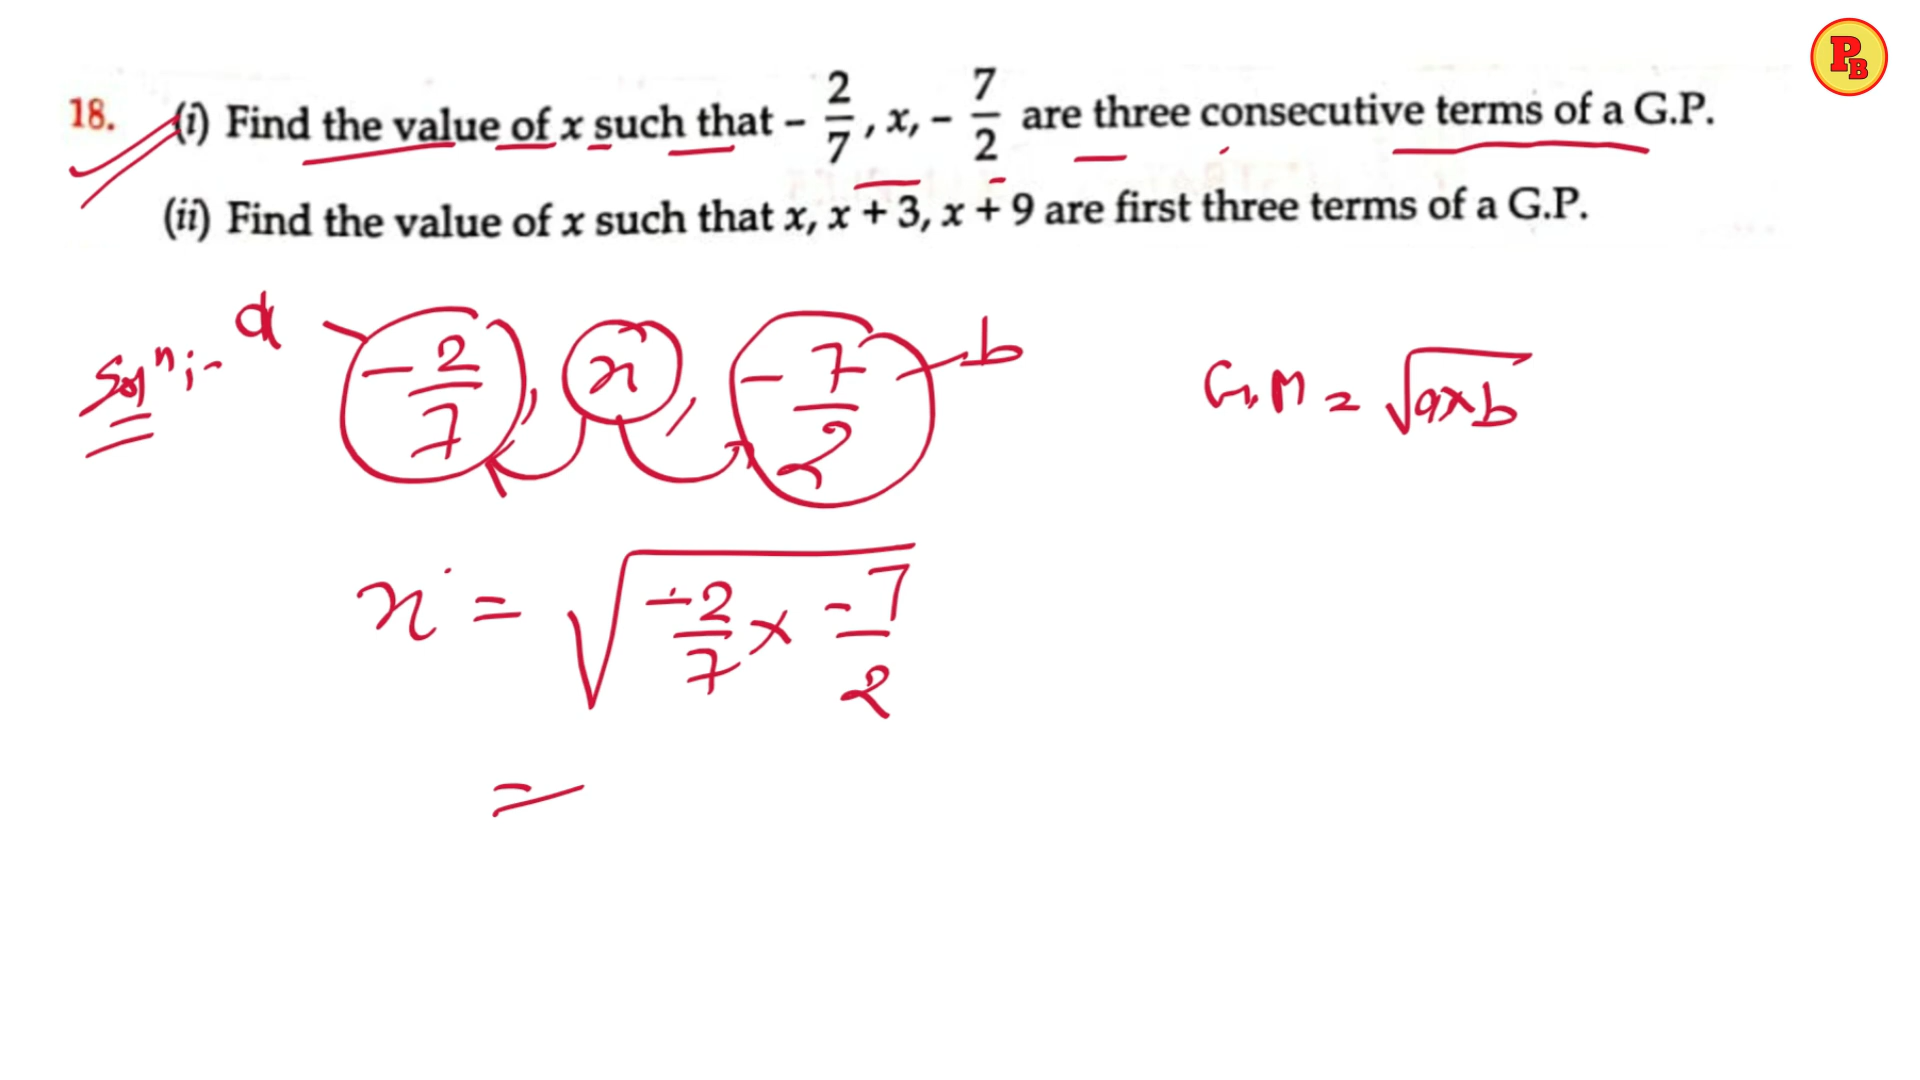 PB
18. (i) Find the value of x such that - 2/7, x, - 7/2 are three consecutive terms of a G.P.
(ii) Find the value of x such that x, x + 3, x + 9 are first three terms of a G.P.
Solⁿ:- a -2/7, x, -7/2 b G.M = √a×b
x = √-2/7 × -7/2
=